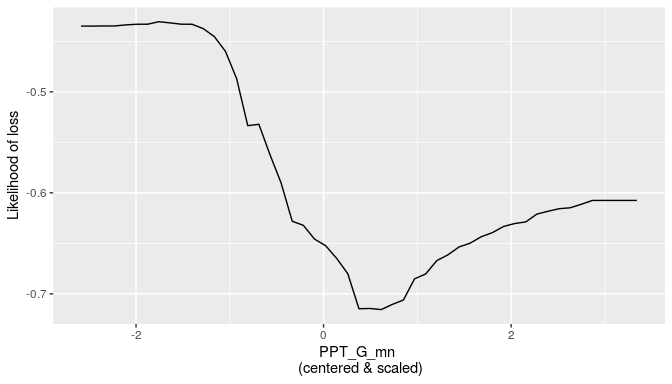 Likelihood of loss
-0.5
-0.6
-0.7
-2
0
2
PPT_G_mn
(centered & scaled)